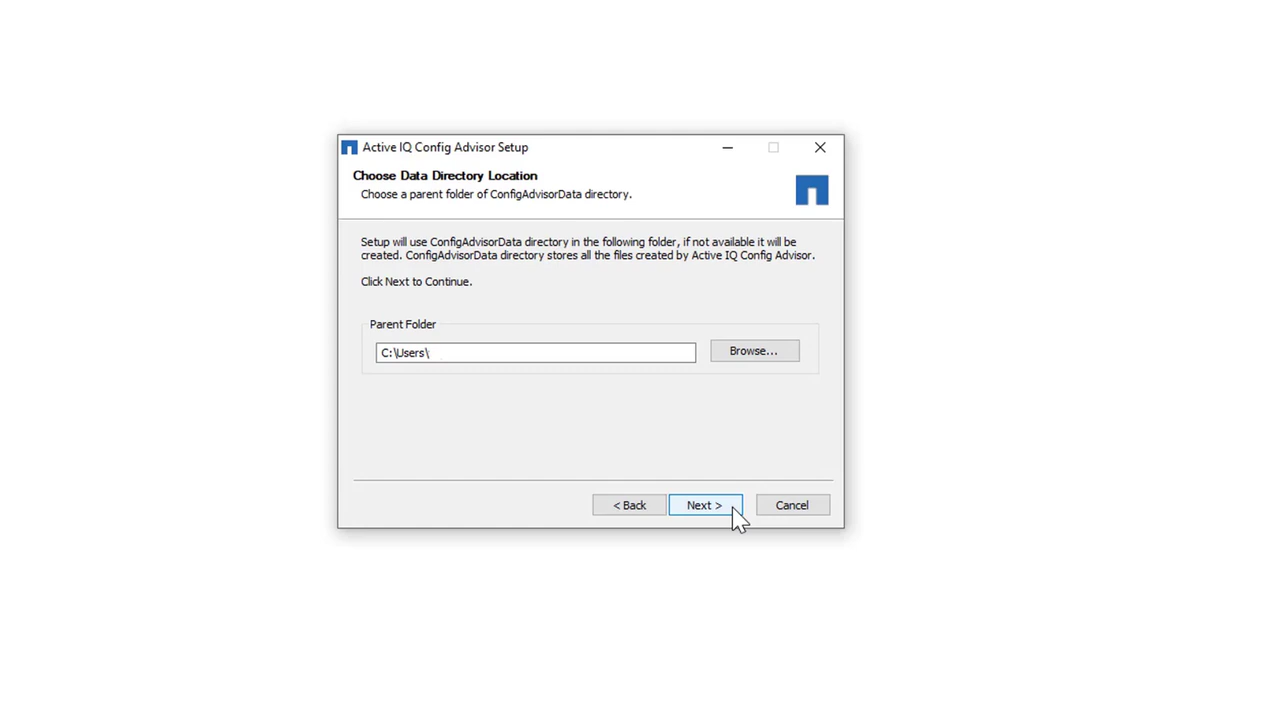 Active IQ Config Advisor Setup
Choose Data Directory Location
Choose a parent folder of ConfigAdvisorData directory.
Setup will use ConfigAdvisorData directory in the following folder, if not available it will be
created. ConfigAdvisorData directory stores all the files created by Active IQ Config Advisor.
Click Next to Continue.
Parent Folder
C:\Users\
Browse...
< Back
Next >
Cancel